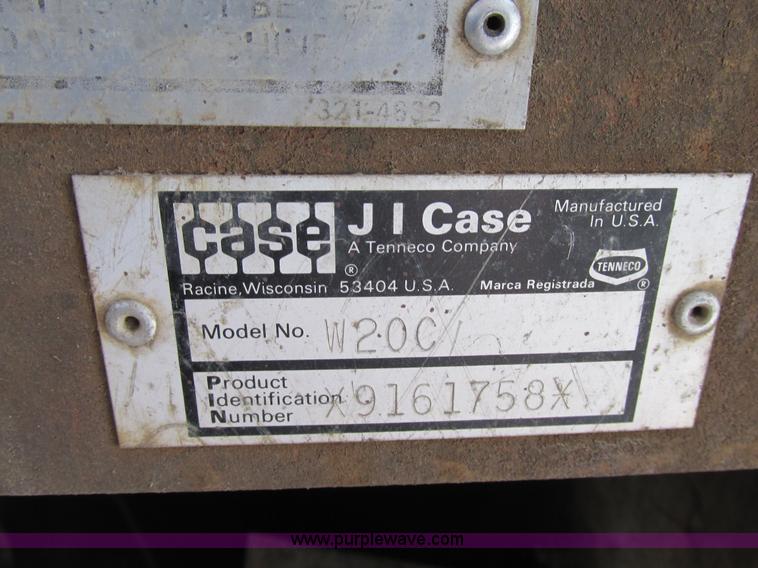 321-4632
case
J I Case
A Tenneco Company
Manufactured
In U.S.A.
TENNECO
®
®
Racine, Wisconsin 53404 U.S.A.
Marca Registrada
Model No. W20C
Product
Identification
Number
X9161758X
www.purplewave.com